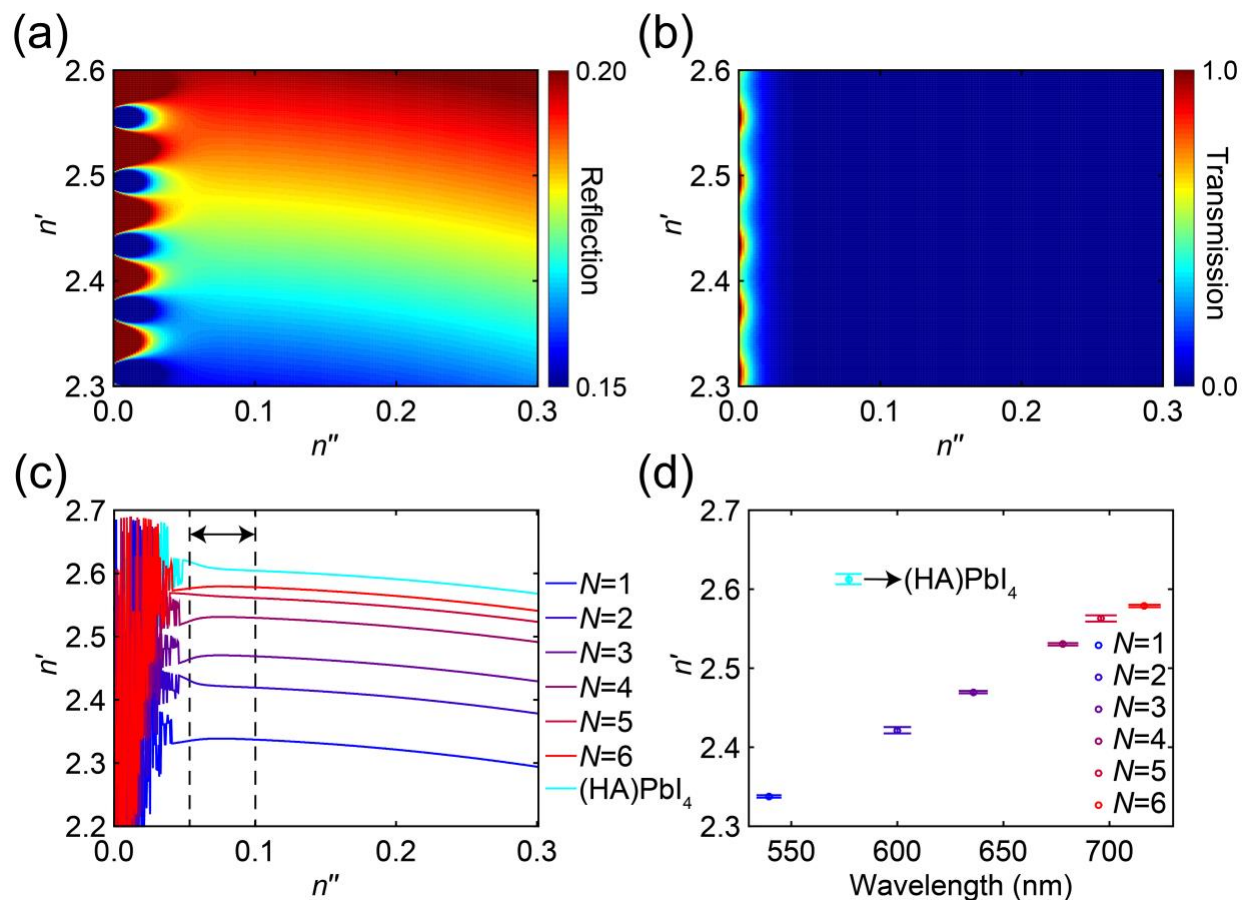 (a)
2.6
2.5
2.4
2.3
n'
0.0 0.1 0.2 0.3
n"
0.20
0.15
Reflection
(b)
2.6
2.5
2.4
2.3
n'
0.0 0.1 0.2 0.3
n"
1.0
0.0
Transmission
(c)
2.7
2.6
2.5
2.4
2.3
2.2
n'
0.0 0.1 0.2 0.3
n"
N=1
N=2
N=3
N=4
N=5
N=6
(HA)PbI₄
(d)
2.7
2.6
2.5
2.4
2.3
n'
550 600 650 700
Wavelength (nm)
(HA)PbI₄
N=1
N=2
N=3
N=4
N=5
N=6